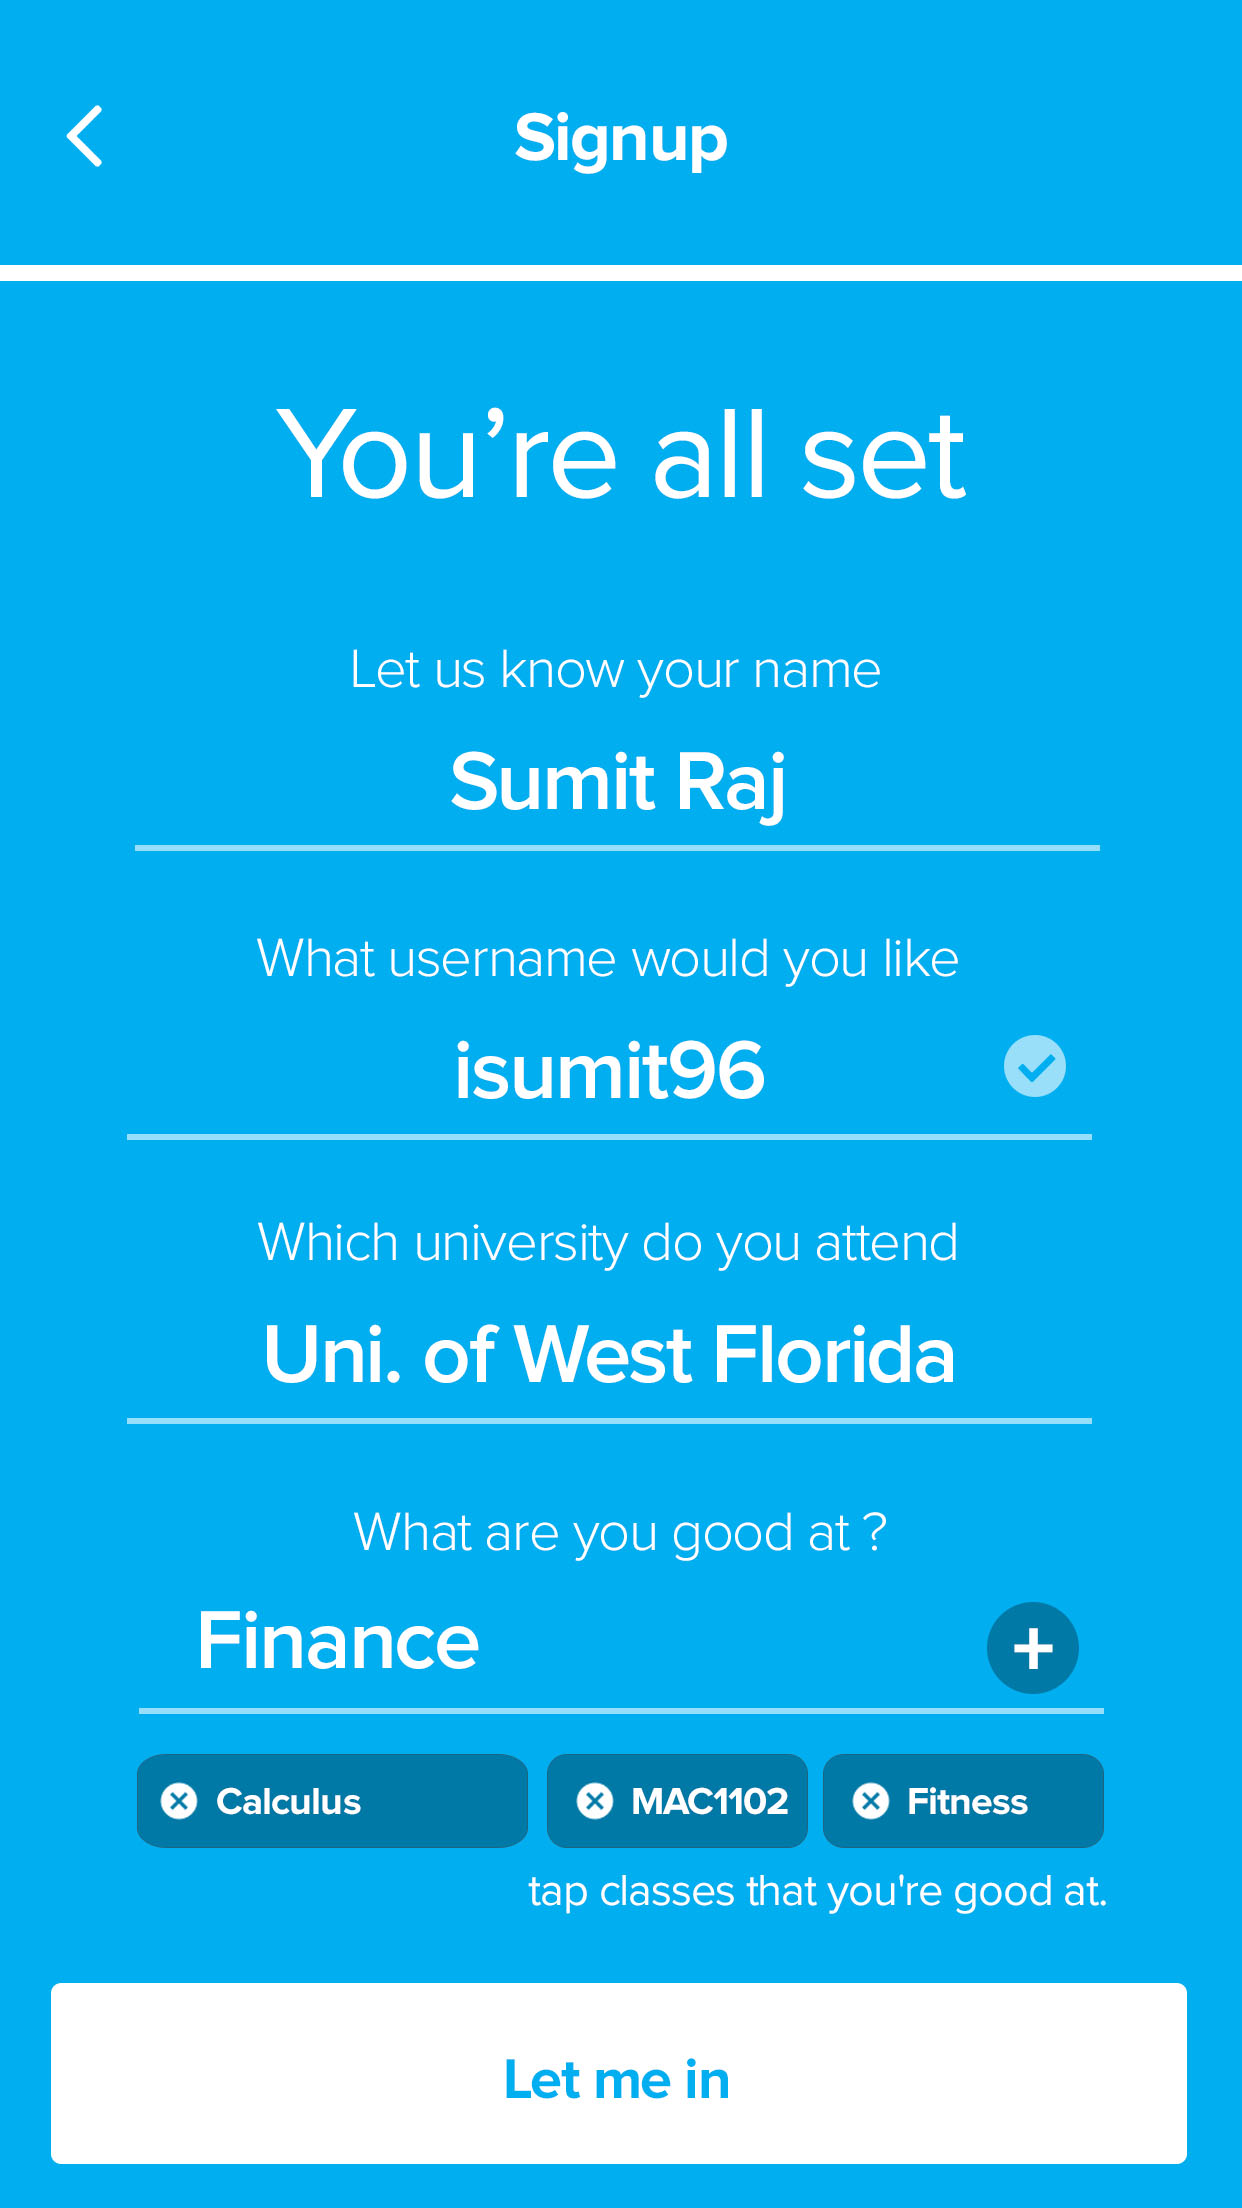 Signup
You’re all set
Let us know your name
Sumit Raj
What username would you like
isumit96
Which university do you attend
Uni. of West Florida
What are you good at ?
Finance
Calculus MAC1102 Fitness
tap classes that you're good at.
Let me in